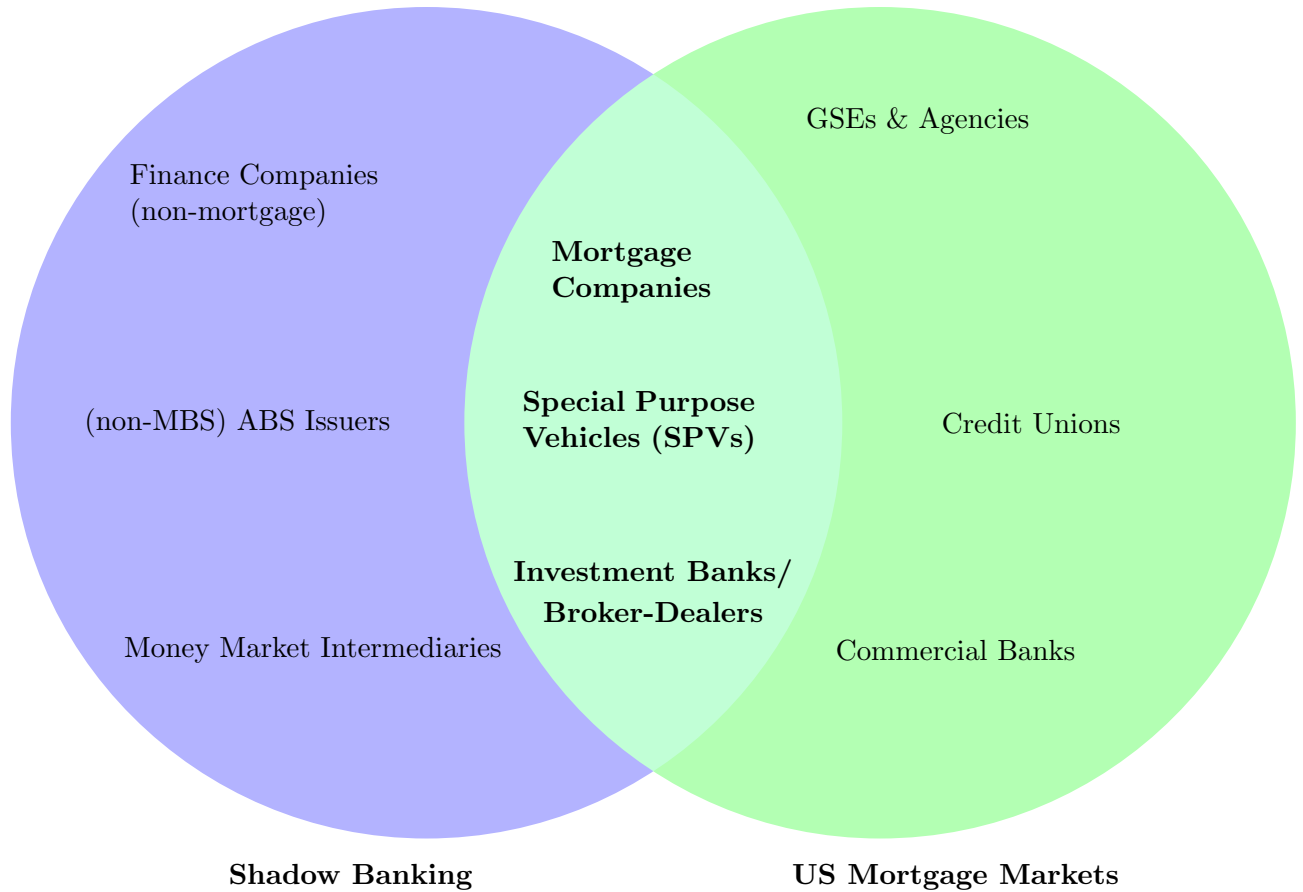 GSEs & Agencies
Finance Companies
(non-mortgage)
Mortgage
Companies
(non-MBS) ABS Issuers
Special Purpose
Vehicles (SPVs)
Credit Unions
Investment Banks/
Broker-Dealers
Money Market Intermediaries
Commercial Banks
Shadow Banking
US Mortgage Markets